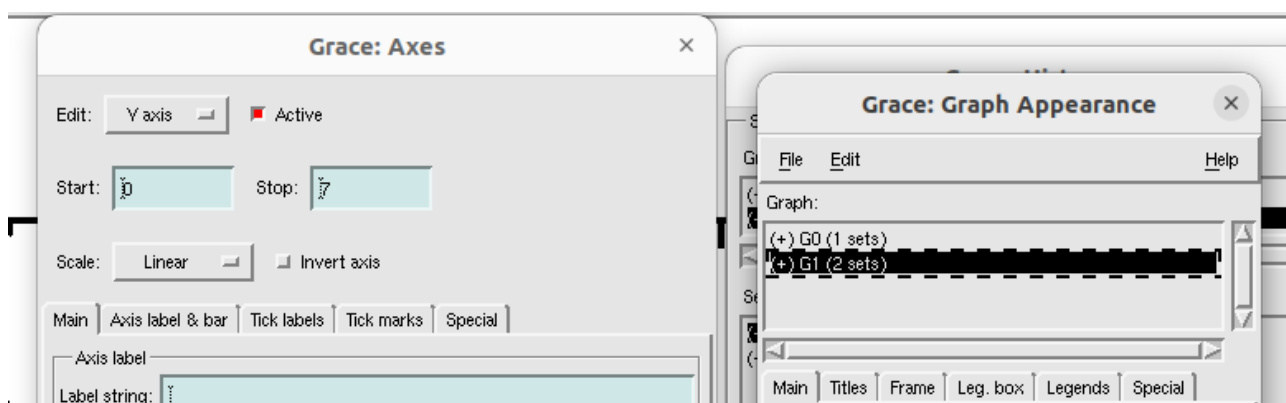 Grace: Axes
Edit: Y axis Active
Start: 0 Stop: 7
Scale: Linear Invert axis
Main Axis label & bar Tick labels Tick marks Special
Axis label
Label string:
Grace: Graph Appearance
File Edit Help
Graph:
(+) G0 (1 sets)
(+) G1 (2 sets)
Main Titles Frame Leg. box Legends Special